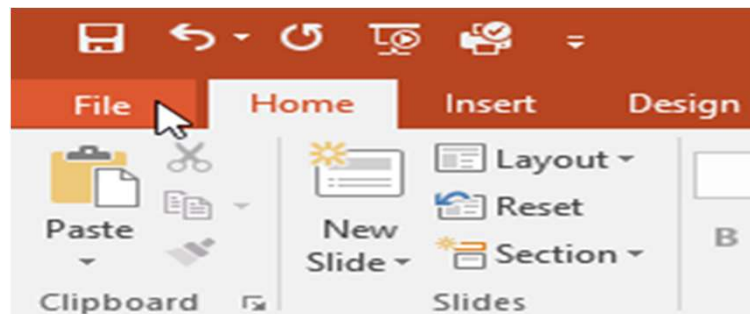 File Home Insert Design
Layout
Reset
Paste New
Slide Section
B
Clipboard Slides